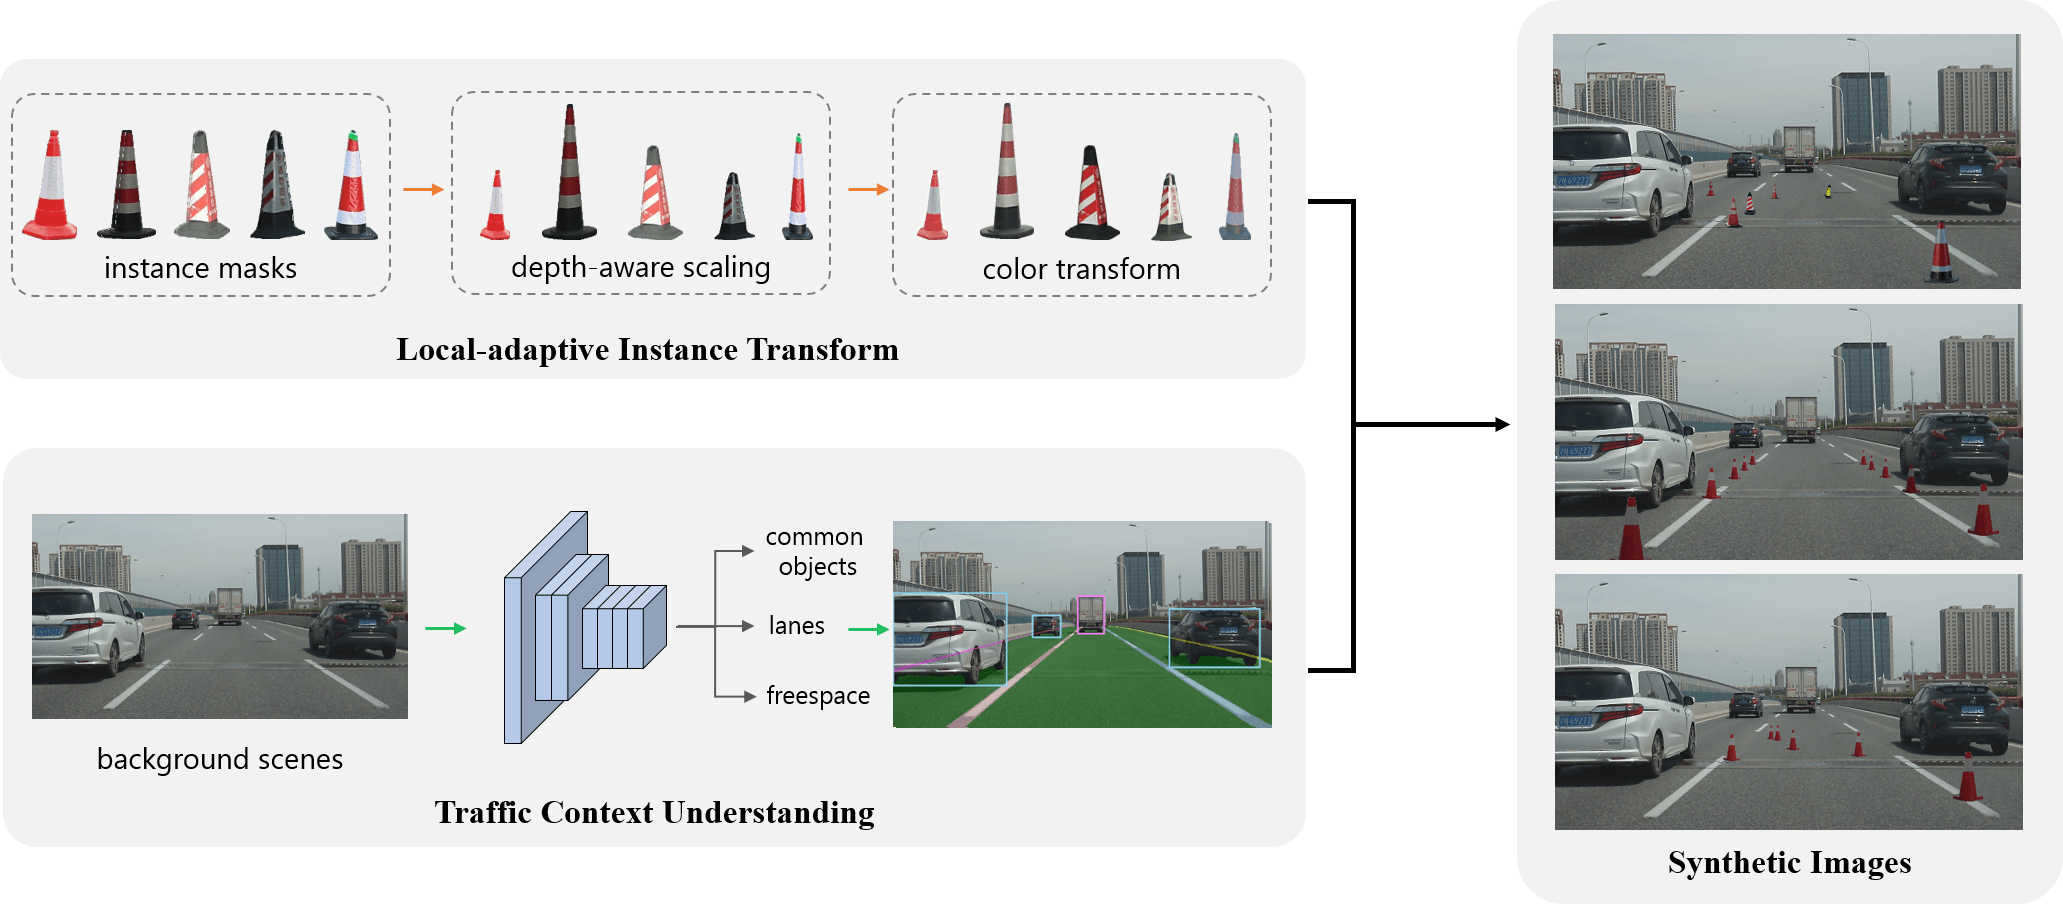 instance masks
depth-aware scaling
color transform
Local-adaptive Instance Transform
common
objects
lanes
freespace
background scenes
Traffic Context Understanding
Synthetic Images